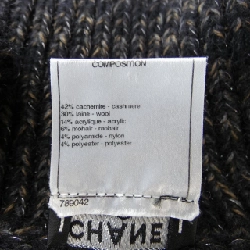 COMPOSITION
42% cachemire - cashmere
30% laine - wool
14% acrylique - acrylic
6% mohair - mohair
4% polyamide - nylon
4% polyester - polyester
789042
CHANE